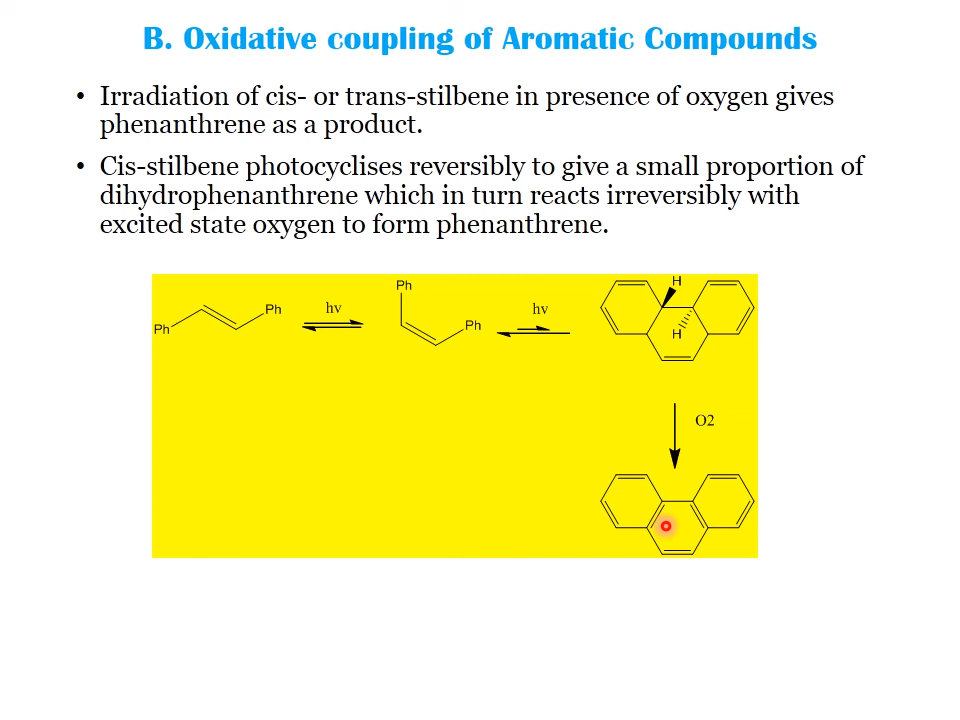 B. Oxidative coupling of Aromatic Compounds
• Irradiation of cis- or trans-stilbene in presence of oxygen gives
phenanthrene as a product.
• Cis-stilbene photocyclises reversibly to give a small proportion of
dihydrophenanthrene which in turn reacts irreversibly with
excited state oxygen to form phenanthrene.
Ph
Ph
hv
Ph
Ph
hv
H
H
O2